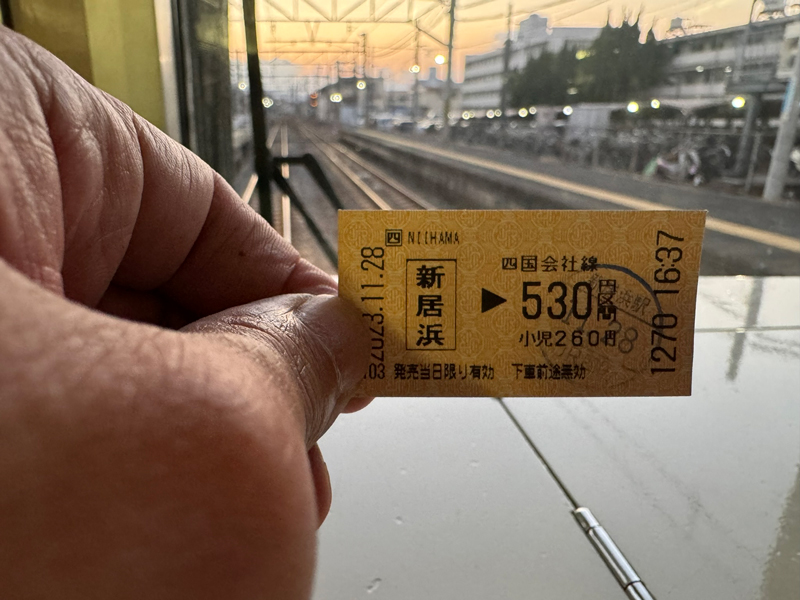 四 NIIHAMA
2023.11.28
新居浜
四国会社線
▶530円区間
小児260円
03 発売当日限り有効 下車前途無効
1270 16:37